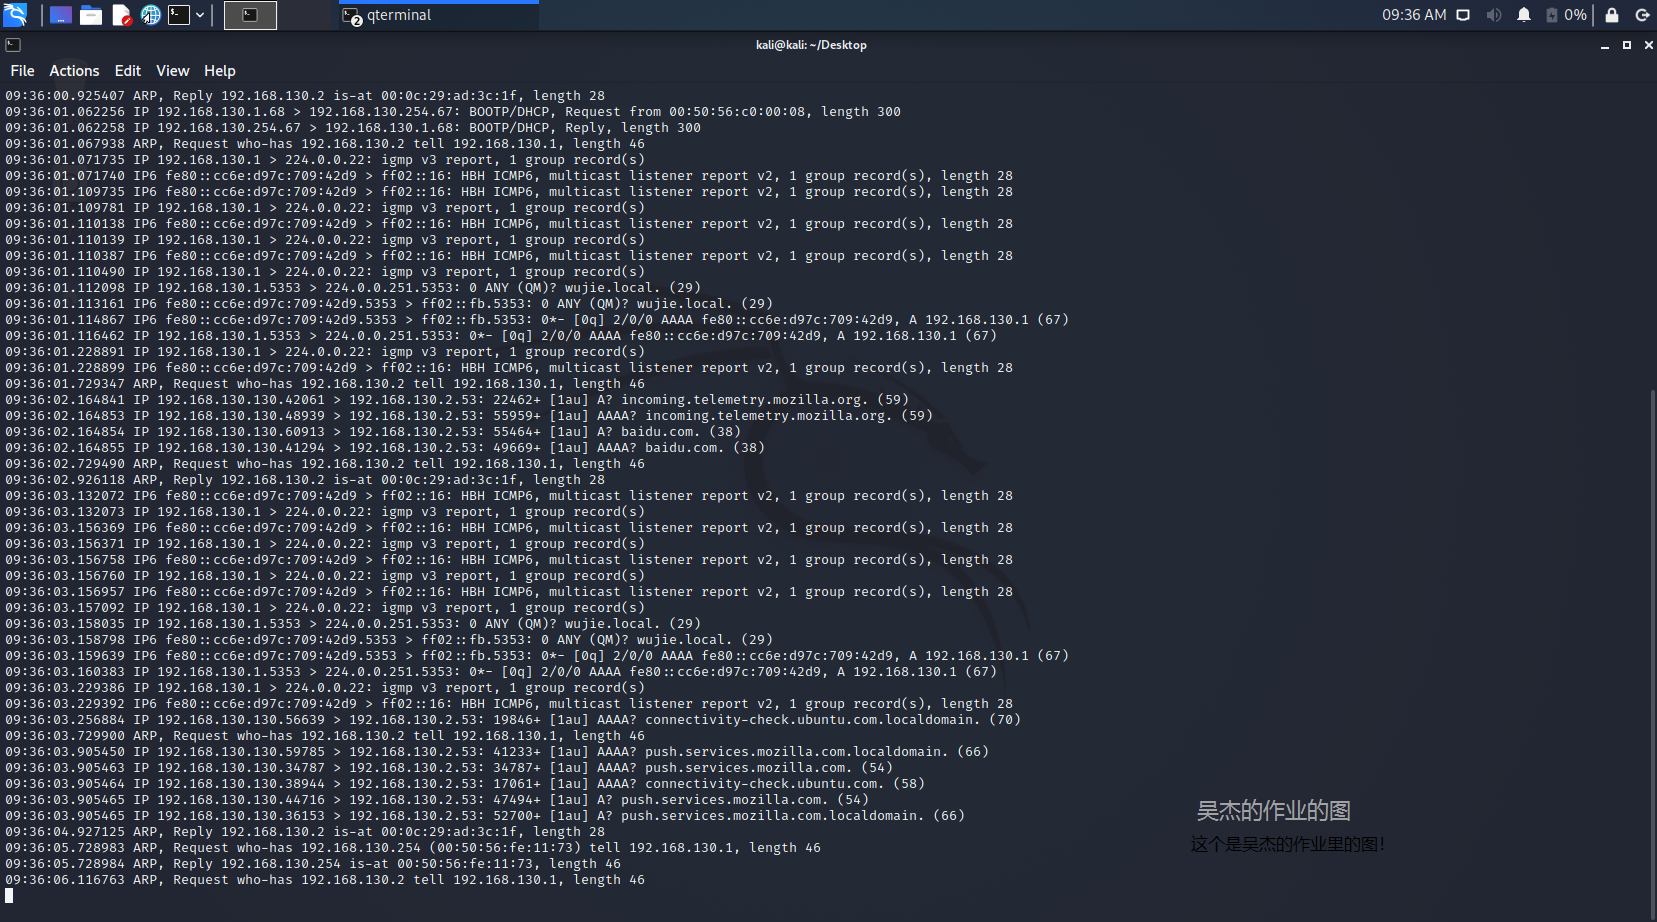 qterminal
2
09:36 AM
0%
kali@kali: ~/Desktop
File Actions Edit View Help
09:36:00.925407 ARP, Reply 192.168.130.2 is-at 00:0c:29:ad:3c:1f, length 28
09:36:01.062256 IP 192.168.130.1.68 > 192.168.130.254.67: BOOTP/DHCP, Request from 00:50:56:c0:00:08, length 300
09:36:01.062258 IP 192.168.130.254.67 > 192.168.130.1.68: BOOTP/DHCP, Reply, length 300
09:36:01.067938 ARP, Request who-has 192.168.130.2 tell 192.168.130.1, length 46
09:36:01.071735 IP 192.168.130.1 > 224.0.0.22: igmp v3 report, 1 group record(s)
09:36:01.071740 IP6 fe80::cc6e:d97c:709:42d9 > ff02::16: HBH ICMP6, multicast listener report v2, 1 group record(s), length 28
09:36:01.109735 IP6 fe80::cc6e:d97c:709:42d9 > ff02::16: HBH ICMP6, multicast listener report v2, 1 group record(s), length 28
09:36:01.109781 IP 192.168.130.1 > 224.0.0.22: igmp v3 report, 1 group record(s)
09:36:01.110138 IP6 fe80::cc6e:d97c:709:42d9 > ff02::16: HBH ICMP6, multicast listener report v2, 1 group record(s), length 28
09:36:01.110139 IP 192.168.130.1 > 224.0.0.22: igmp v3 report, 1 group record(s)
09:36:01.110387 IP6 fe80::cc6e:d97c:709:42d9 > ff02::16: HBH ICMP6, multicast listener report v2, 1 group record(s), length 28
09:36:01.110490 IP 192.168.130.1 > 224.0.0.22: igmp v3 report, 1 group record(s)
09:36:01.112098 IP 192.168.130.1.5353 > 224.0.0.251.5353: 0 ANY (QM)? wujie.local. (29)
09:36:01.113161 IP6 fe80::cc6e:d97c:709:42d9.5353 > ff02::fb.5353: 0 ANY (QM)? wujie.local. (29)
09:36:01.114867 IP6 fe80::cc6e:d97c:709:42d9.5353 > ff02::fb.5353: 0*- [0q] 2/0/0 AAAA fe80::cc6e:d97c:709:42d9, A 192.168.130.1 (67)
09:36:01.116462 IP 192.168.130.1.5353 > 224.0.0.251.5353: 0*- [0q] 2/0/0 AAAA fe80::cc6e:d97c:709:42d9, A 192.168.130.1 (67)
09:36:01.228891 IP 192.168.130.1 > 224.0.0.22: igmp v3 report, 1 group record(s)
09:36:01.228899 IP6 fe80::cc6e:d97c:709:42d9 > ff02::16: HBH ICMP6, multicast listener report v2, 1 group record(s), length 28
09:36:01.729347 ARP, Request who-has 192.168.130.2 tell 192.168.130.1, length 46
09:36:02.164841 IP 192.168.130.130.42061 > 192.168.130.2.53: 22462+ [1au] A? incoming.telemetry.mozilla.org. (59)
09:36:02.164853 IP 192.168.130.130.48939 > 192.168.130.2.53: 55959+ [1au] AAAA? incoming.telemetry.mozilla.org. (59)
09:36:02.164854 IP 192.168.130.130.60913 > 192.168.130.2.53: 55464+ [1au] A? baidu.com. (38)
09:36:02.164855 IP 192.168.130.130.41294 > 192.168.130.2.53: 49669+ [1au] AAAA? baidu.com. (38)
09:36:02.729490 ARP, Request who-has 192.168.130.2 tell 192.168.130.1, length 46
09:36:02.926118 ARP, Reply 192.168.130.2 is-at 00:0c:29:ad:3c:1f, length 28
09:36:03.132072 IP6 fe80::cc6e:d97c:709:42d9 > ff02::16: HBH ICMP6, multicast listener report v2, 1 group record(s), length 28
09:36:03.132073 IP 192.168.130.1 > 224.0.0.22: igmp v3 report, 1 group record(s)
09:36:03.156369 IP6 fe80::cc6e:d97c:709:42d9 > ff02::16: HBH ICMP6, multicast listener report v2, 1 group record(s), length 28
09:36:03.156371 IP 192.168.130.1 > 224.0.0.22: igmp v3 report, 1 group record(s)
09:36:03.156758 IP6 fe80::cc6e:d97c:709:42d9 > ff02::16: HBH ICMP6, multicast listener report v2, 1 group record(s), length 28
09:36:03.156760 IP 192.168.130.1 > 224.0.0.22: igmp v3 report, 1 group record(s)
09:36:03.156957 IP6 fe80::cc6e:d97c:709:42d9 > ff02::16: HBH ICMP6, multicast listener report v2, 1 group record(s), length 28
09:36:03.157092 IP 192.168.130.1 > 224.0.0.22: igmp v3 report, 1 group record(s)
09:36:03.158035 IP 192.168.130.1.5353 > 224.0.0.251.5353: 0 ANY (QM)? wujie.local. (29)
09:36:03.158798 IP6 fe80::cc6e:d97c:709:42d9.5353 > ff02::fb.5353: 0 ANY (QM)? wujie.local. (29)
09:36:03.159639 IP6 fe80::cc6e:d97c:709:42d9.5353 > ff02::fb.5353: 0*- [0q] 2/0/0 AAAA fe80::cc6e:d97c:709:42d9, A 192.168.130.1 (67)
09:36:03.160383 IP 192.168.130.1.5353 > 224.0.0.251.5353: 0*- [0q] 2/0/0 AAAA fe80::cc6e:d97c:709:42d9, A 192.168.130.1 (67)
09:36:03.229386 IP 192.168.130.1 > 224.0.0.22: igmp v3 report, 1 group record(s)
09:36:03.229392 IP6 fe80::cc6e:d97c:709:42d9 > ff02::16: HBH ICMP6, multicast listener report v2, 1 group record(s), length 28
09:36:03.256884 IP 192.168.130.130.56639 > 192.168.130.2.53: 19846+ [1au] AAAA? connectivity-check.ubuntu.com.localdomain. (70)
09:36:03.729900 ARP, Request who-has 192.168.130.2 tell 192.168.130.1, length 46
09:36:03.905450 IP 192.168.130.130.59785 > 192.168.130.2.53: 41233+ [1au] AAAA? push.services.mozilla.com.localdomain. (66)
09:36:03.905463 IP 192.168.130.130.34787 > 192.168.130.2.53: 34787+ [1au] AAAA? push.services.mozilla.com. (54)
09:36:03.905464 IP 192.168.130.130.38944 > 192.168.130.2.53: 17061+ [1au] AAAA? connectivity-check.ubuntu.com. (58)
09:36:03.905465 IP 192.168.130.130.44716 > 192.168.130.2.53: 47494+ [1au] A? push.services.mozilla.com. (54)
09:36:03.905465 IP 192.168.130.130.36153 > 192.168.130.2.53: 52700+ [1au] A? push.services.mozilla.com.localdomain. (66)
09:36:04.927125 ARP, Reply 192.168.130.2 is-at 00:0c:29:ad:3c:1f, length 28
09:36:05.728983 ARP, Request who-has 192.168.130.254 (00:50:56:fe:11:73) tell 192.168.130.1, length 46
09:36:05.728984 ARP, Reply 192.168.130.254 is-at 00:50:56:fe:11:73, length 46
09:36:06.116763 ARP, Request who-has 192.168.130.2 tell 192.168.130.1, length 46
吴杰的作业的图
这个是吴杰的作业里的图！